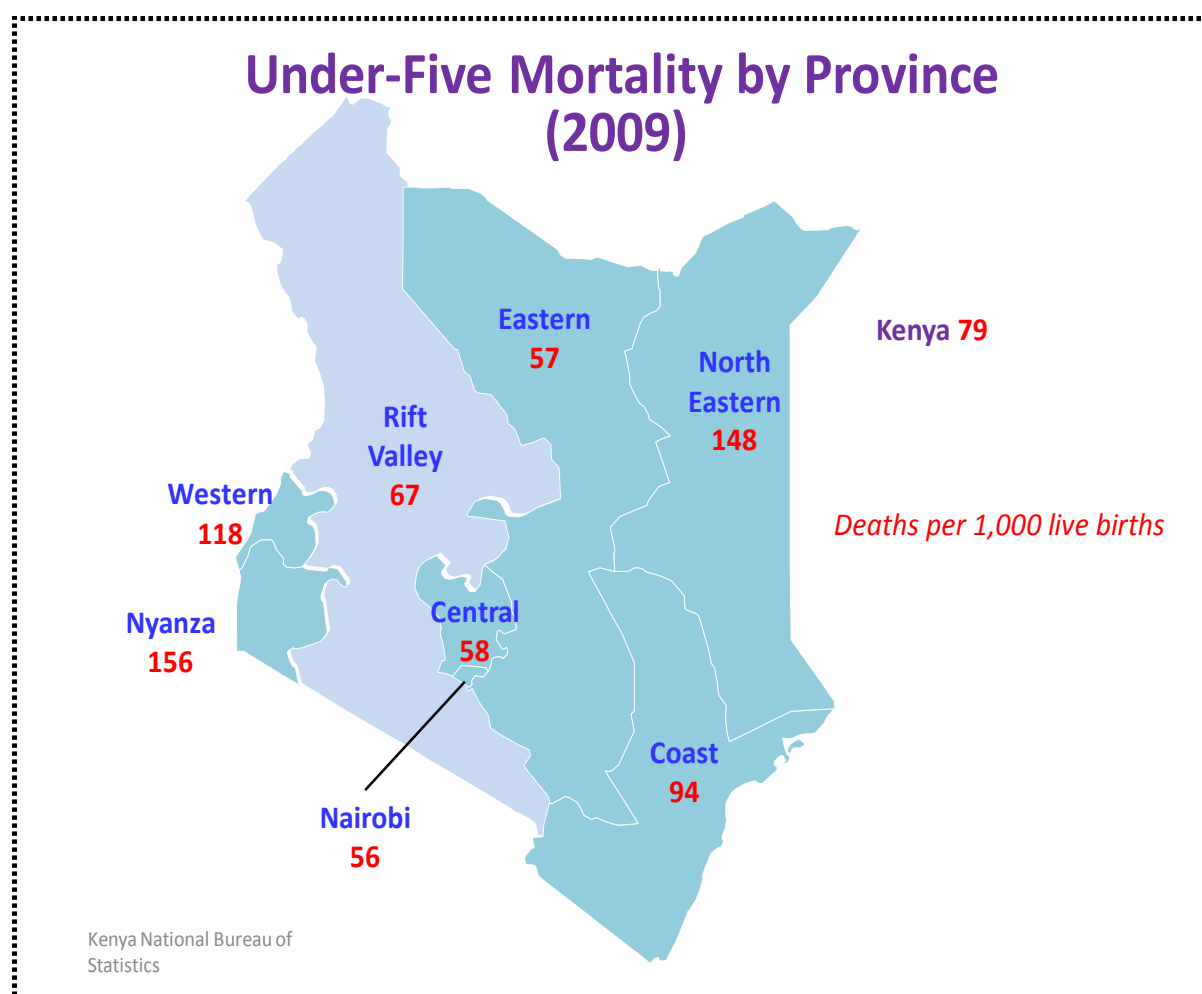 Under-Five Mortality by Province
(2009)
Eastern
57
Kenya 79
North
Eastern
148
Rift
Valley
67
Western
118
Deaths per 1,000 live births
Central
58
Nyanza
156
Coast
94
Nairobi
56
Kenya National Bureau of
Statistics